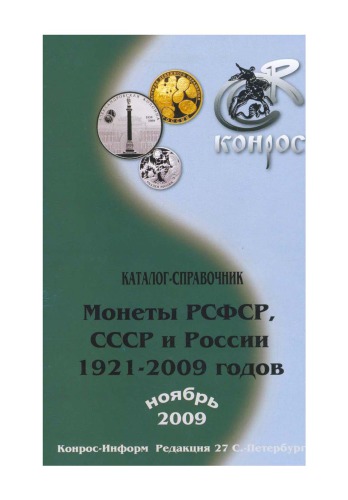 КОНРОС
КАТАЛОГ-СПРАВОЧНИК
Монеты РСФСР,
СССР и России
1921-2009 годов
ноябрь
2009
Конрос-Информ Редакция 27 С.-Петербург